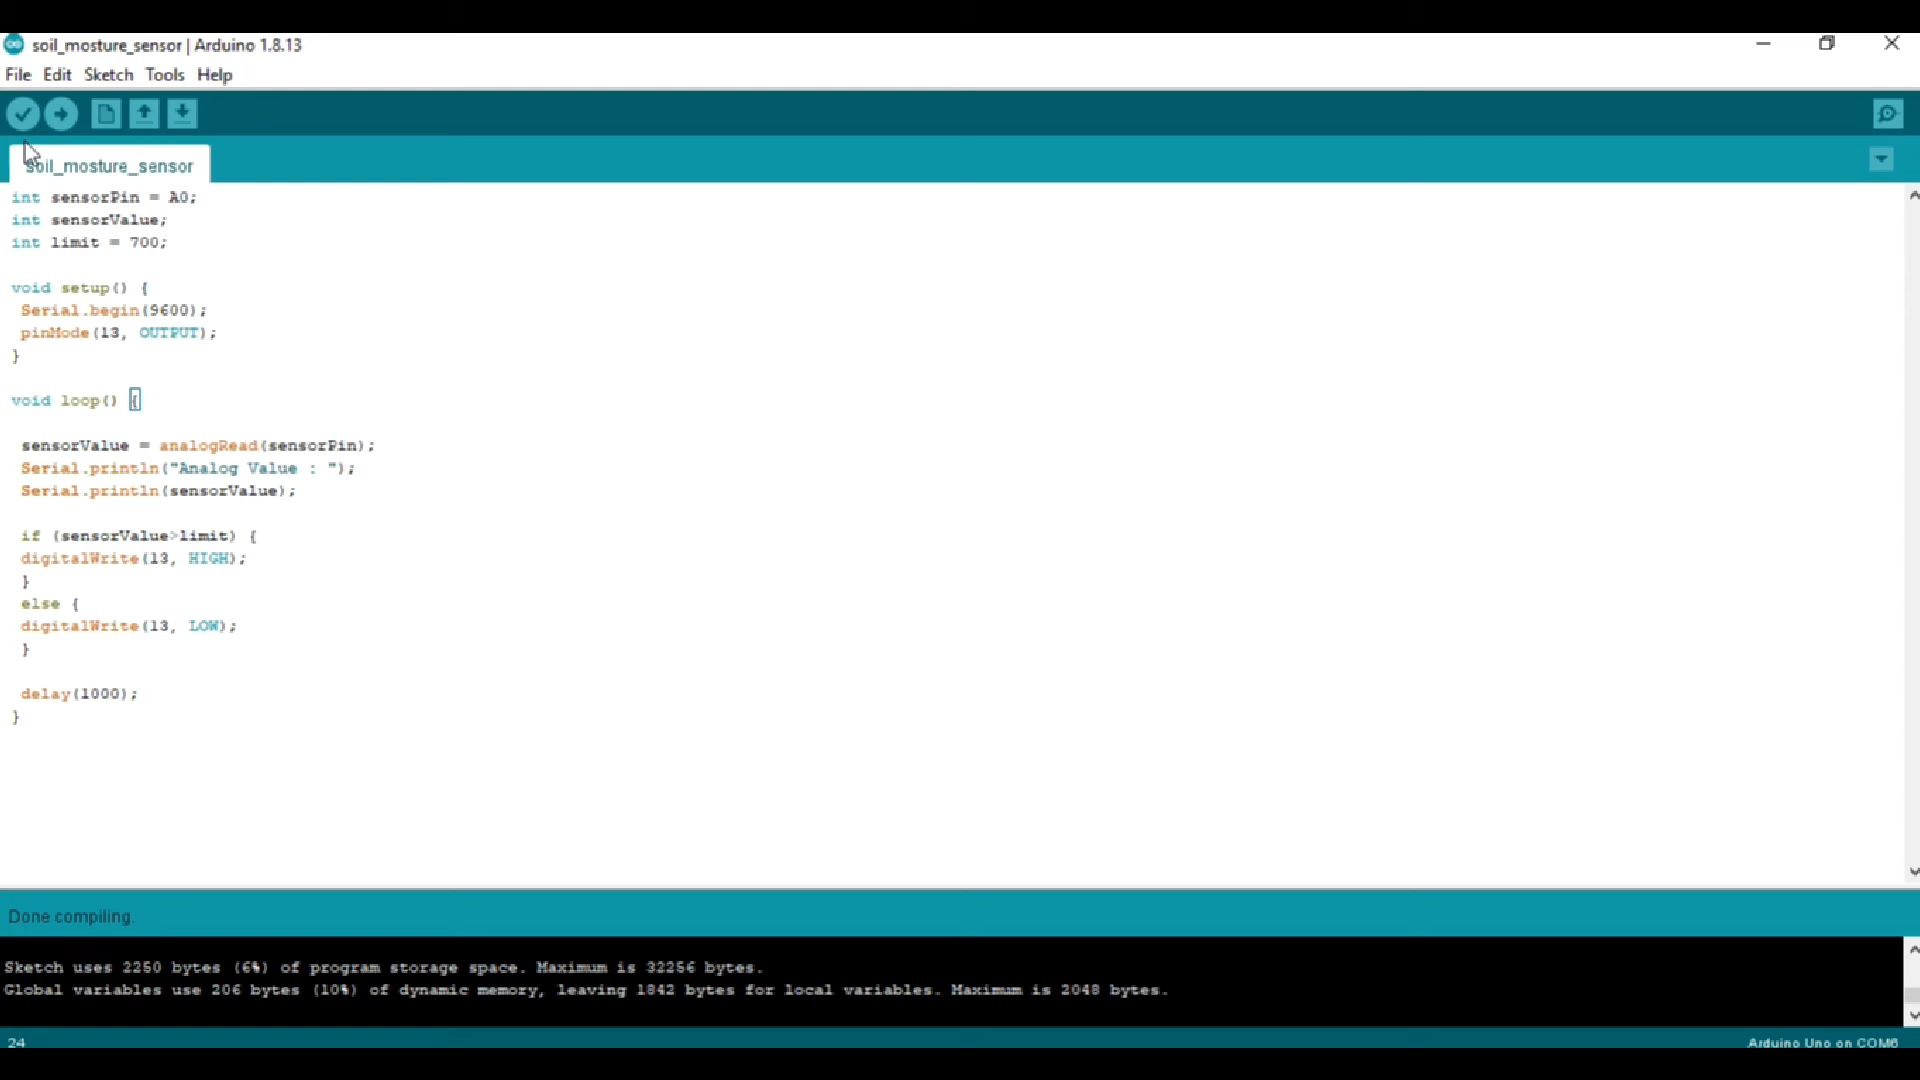 soil_mosture_sensor | Arduino 1.8.13
File Edit Sketch Tools Help
soil_mosture_sensor
int sensorPin = A0;
int sensorValue;
int limit = 700;
void setup() {
Serial.begin(9600);
pinMode(13, OUTPUT);
}
void loop() {
sensorValue = analogRead(sensorPin);
Serial.println("Analog Value : ");
Serial.println(sensorValue);
if (sensorValue>limit) {
digitalWrite(13, HIGH);
}
else {
digitalWrite(13, LOW);
}
delay(1000);
}
Done compiling.
Sketch uses 2250 bytes (6%) of program storage space. Maximum is 32256 bytes.
Global variables use 206 bytes (10%) of dynamic memory, leaving 1842 bytes for local variables. Maximum is 2048 bytes.
24
Arduino Uno on COM6